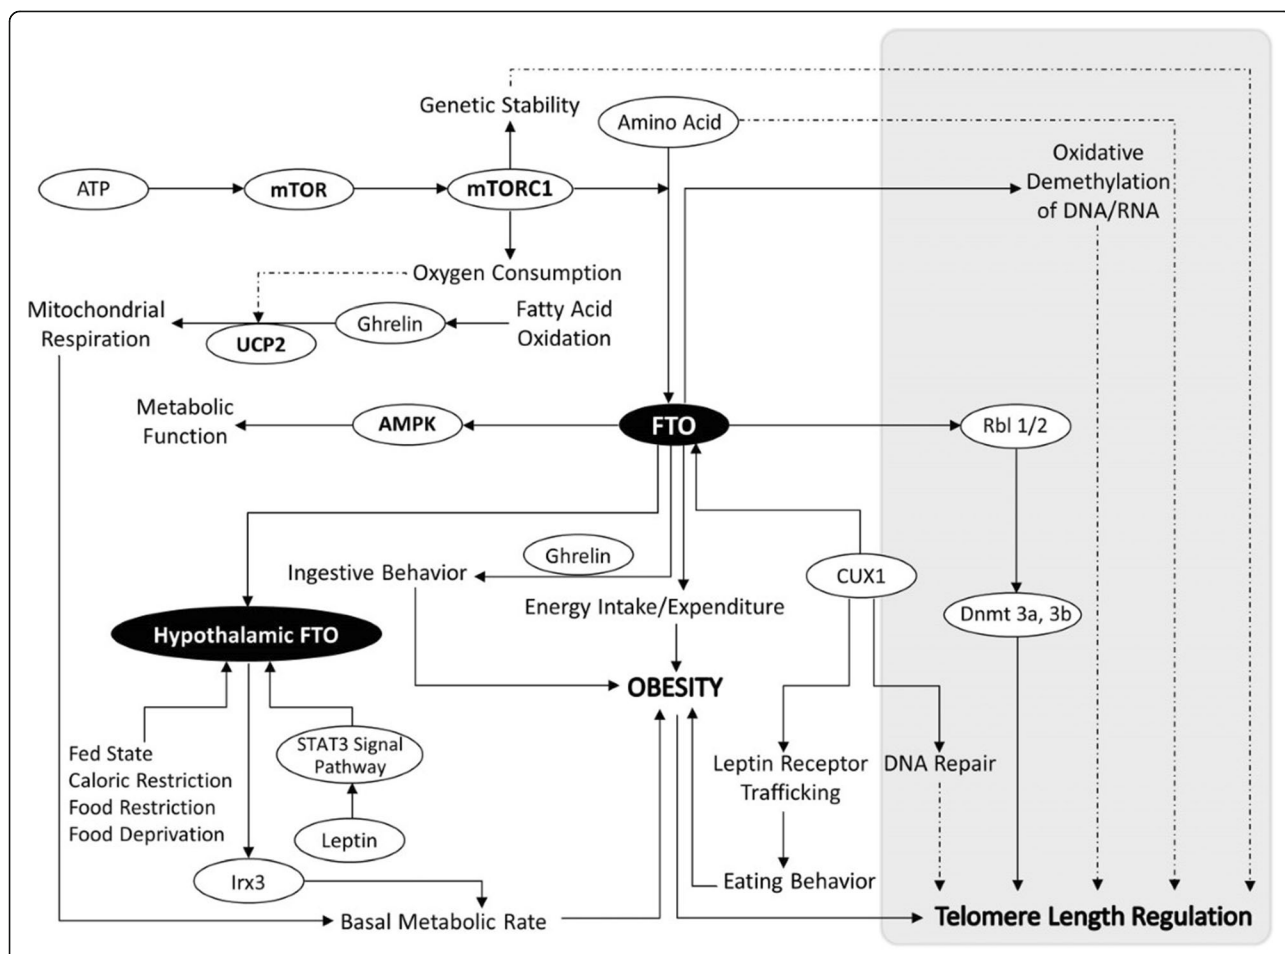 Genetic Stability
Amino Acid
Oxidative
Demethylation
of DNA/RNA
ATP
mTOR
mTORC1
Oxygen Consumption
Mitochondrial
Respiration
UCP2
Ghrelin
Fatty Acid
Oxidation
Metabolic
Function
AMPK
FTO
Rbl 1/2
Ghrelin
Ingestive Behavior
CUX1
Energy Intake/Expenditure
Dnmt 3a, 3b
Hypothalamic FTO
OBESITY
Fed State
Caloric Restriction
Food Restriction
Food Deprivation
STAT3 Signal
Pathway
Leptin
Leptin Receptor
Trafficking
DNA Repair
Irx3
Eating Behavior
Basal Metabolic Rate
Telomere Length Regulation